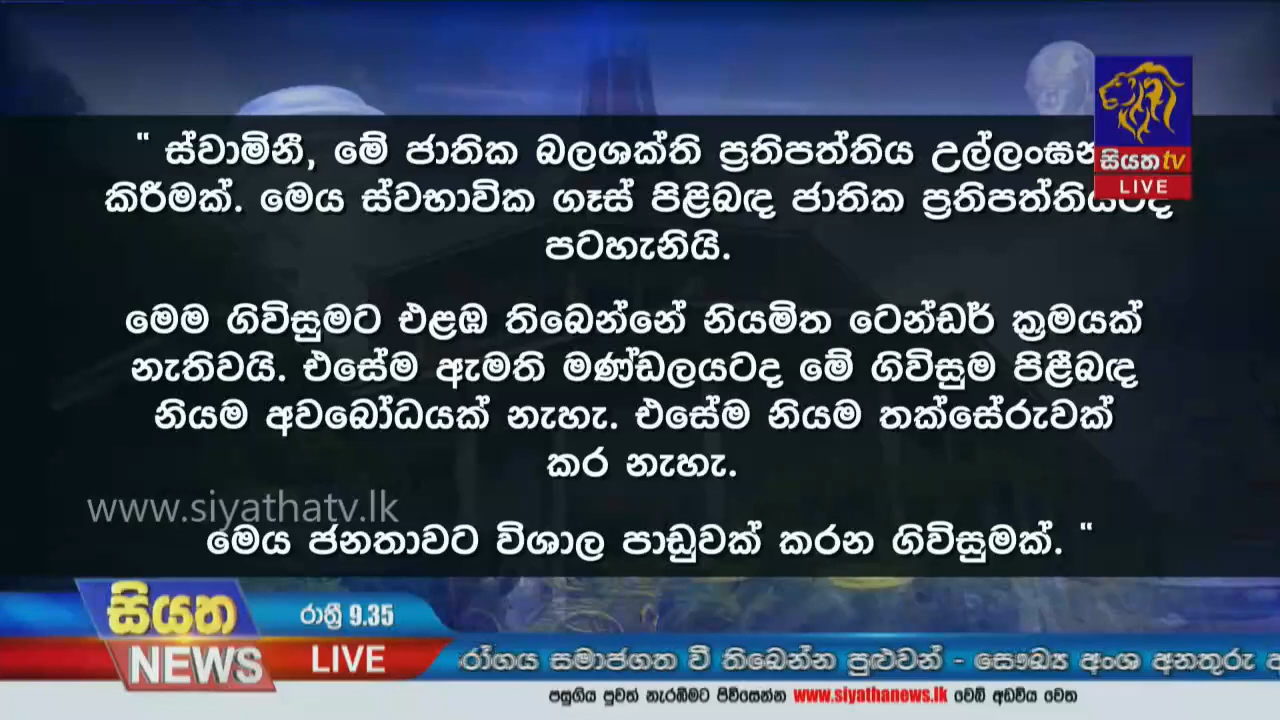 " ස්වාමිනී, මේ ජාතික බලශක්ති ප්‍රතිපත්තිය
සියත tv
LIVE
කිරීමක්. මෙය ස්වභාවික ගෑස් පිළිබඳ ජාතික
පටහැනියි.
මෙම ගිවිසුමට එළඹ තිබෙන්නේ නියමිත ටෙන්ඩර් ක්‍රමයක්
නැතිවයි. එසේම ඇමති මණ්ඩලයටද මේ ගිවිසුම පිළීබඳ
නියම අවබෝධයක් නැහැ. එසේම නියම තක්සේරුවක්
කර නැහැ.
www.siyathatv.lk
මෙය ජනතාවට විශාල පාඩුවක් කරන ගිවිසුමක්. "
සියත
NEWS
රාත්‍රී 9.35
LIVE
සමාජගත වී තිබෙන්න පුළුවන් - සෞඛ්‍ය අංශ අනතුරු
පසුගිය පුවත් නැරඹීමට පිවිසෙන්න www.siyathanews.lk වෙබ් අඩවිය වෙත